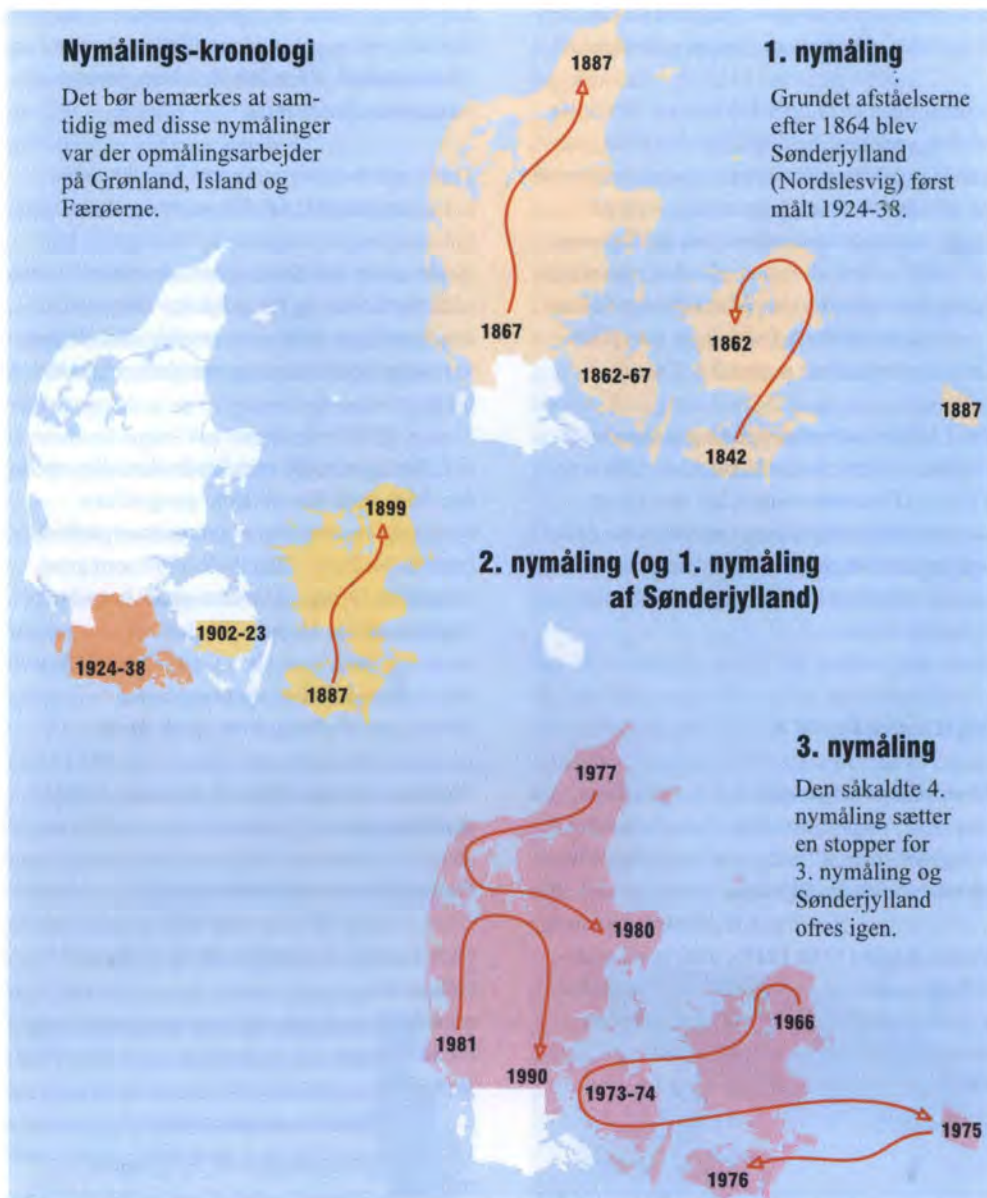 Nymålings-kronologi
Det bør bemærkes at sam-
tidig med disse nymålinger
var der opmålingsarbejder
på Grønland, Island og
Færøerne.
1. nymåling
Grundet afståelserne
efter 1864 blev
Sønderjylland
(Nordslesvig) først
målt 1924-38.
1887
1867
1862
1862-67
1887
1842
2. nymåling (og 1. nymåling
af Sønderjylland)
1899
1902-23
1924-38
1887
3. nymåling
Den såkaldte 4.
nymåling sætter
en stopper for
3. nymåling og
Sønderjylland
ofres igen.
1977
1980
1966
1981
1990
1973-74
1975
1976